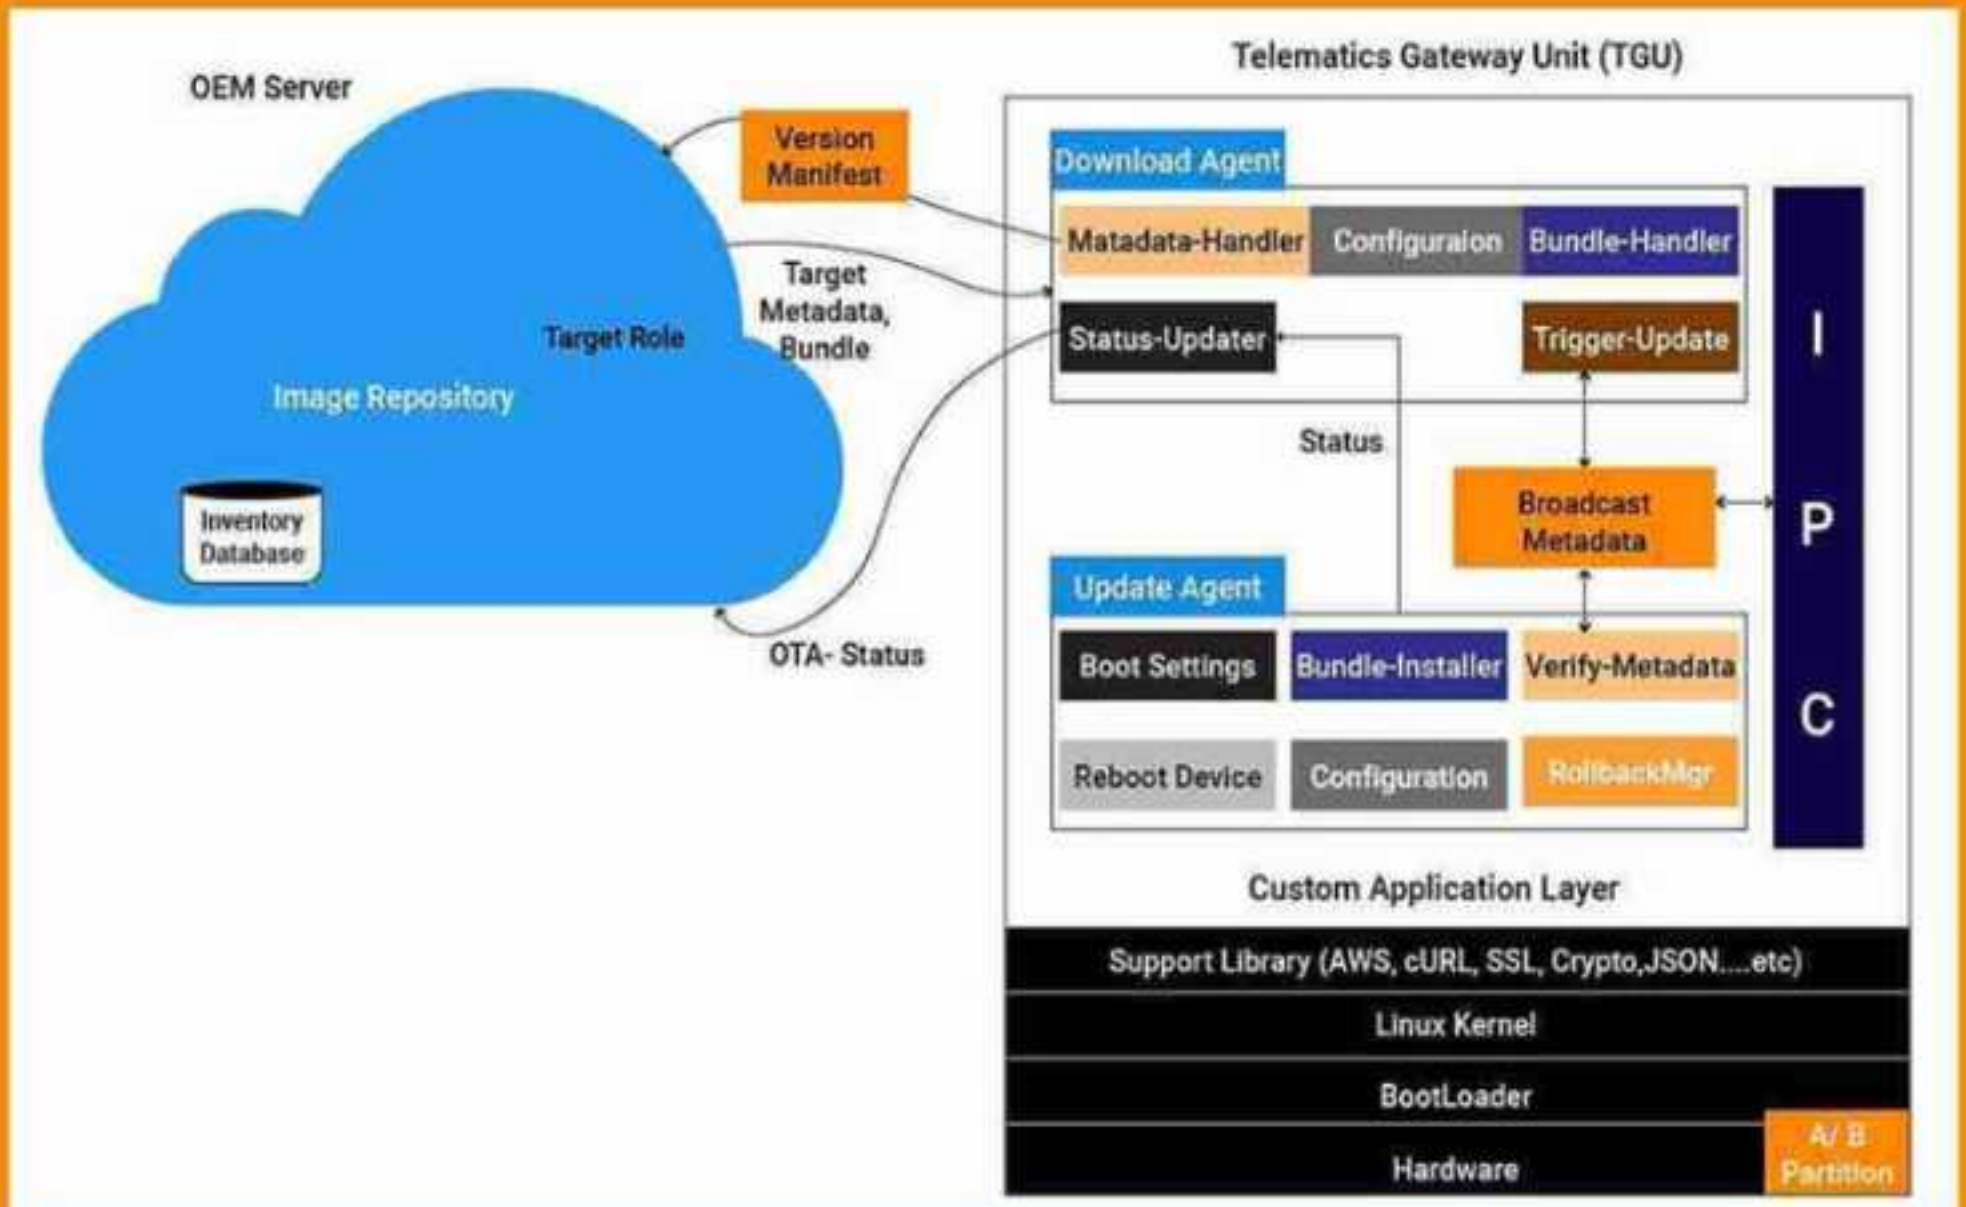 Telematics Gateway Unit (TGU)
OEM Server
Version
Manifest
Download Agent
Matadata-Handler
Configuraion
Bundle-Handler
Target
Metadata,
Bundle
Target Role
Status-Updater
Trigger-Update
Image Repository
Status
Inventory
Database
Broadcast
Metadata
I
P
C
Update Agent
OTA- Status
Boot Settings
Bundle-Installer
Verify-Metadata
Reboot Device
Configuration
RollbackMgr
Custom Application Layer
Support Library (AWS, cURL, SSL, Crypto,JSON....etc)
Linux Kernel
BootLoader
Hardware
A/ B
Partition